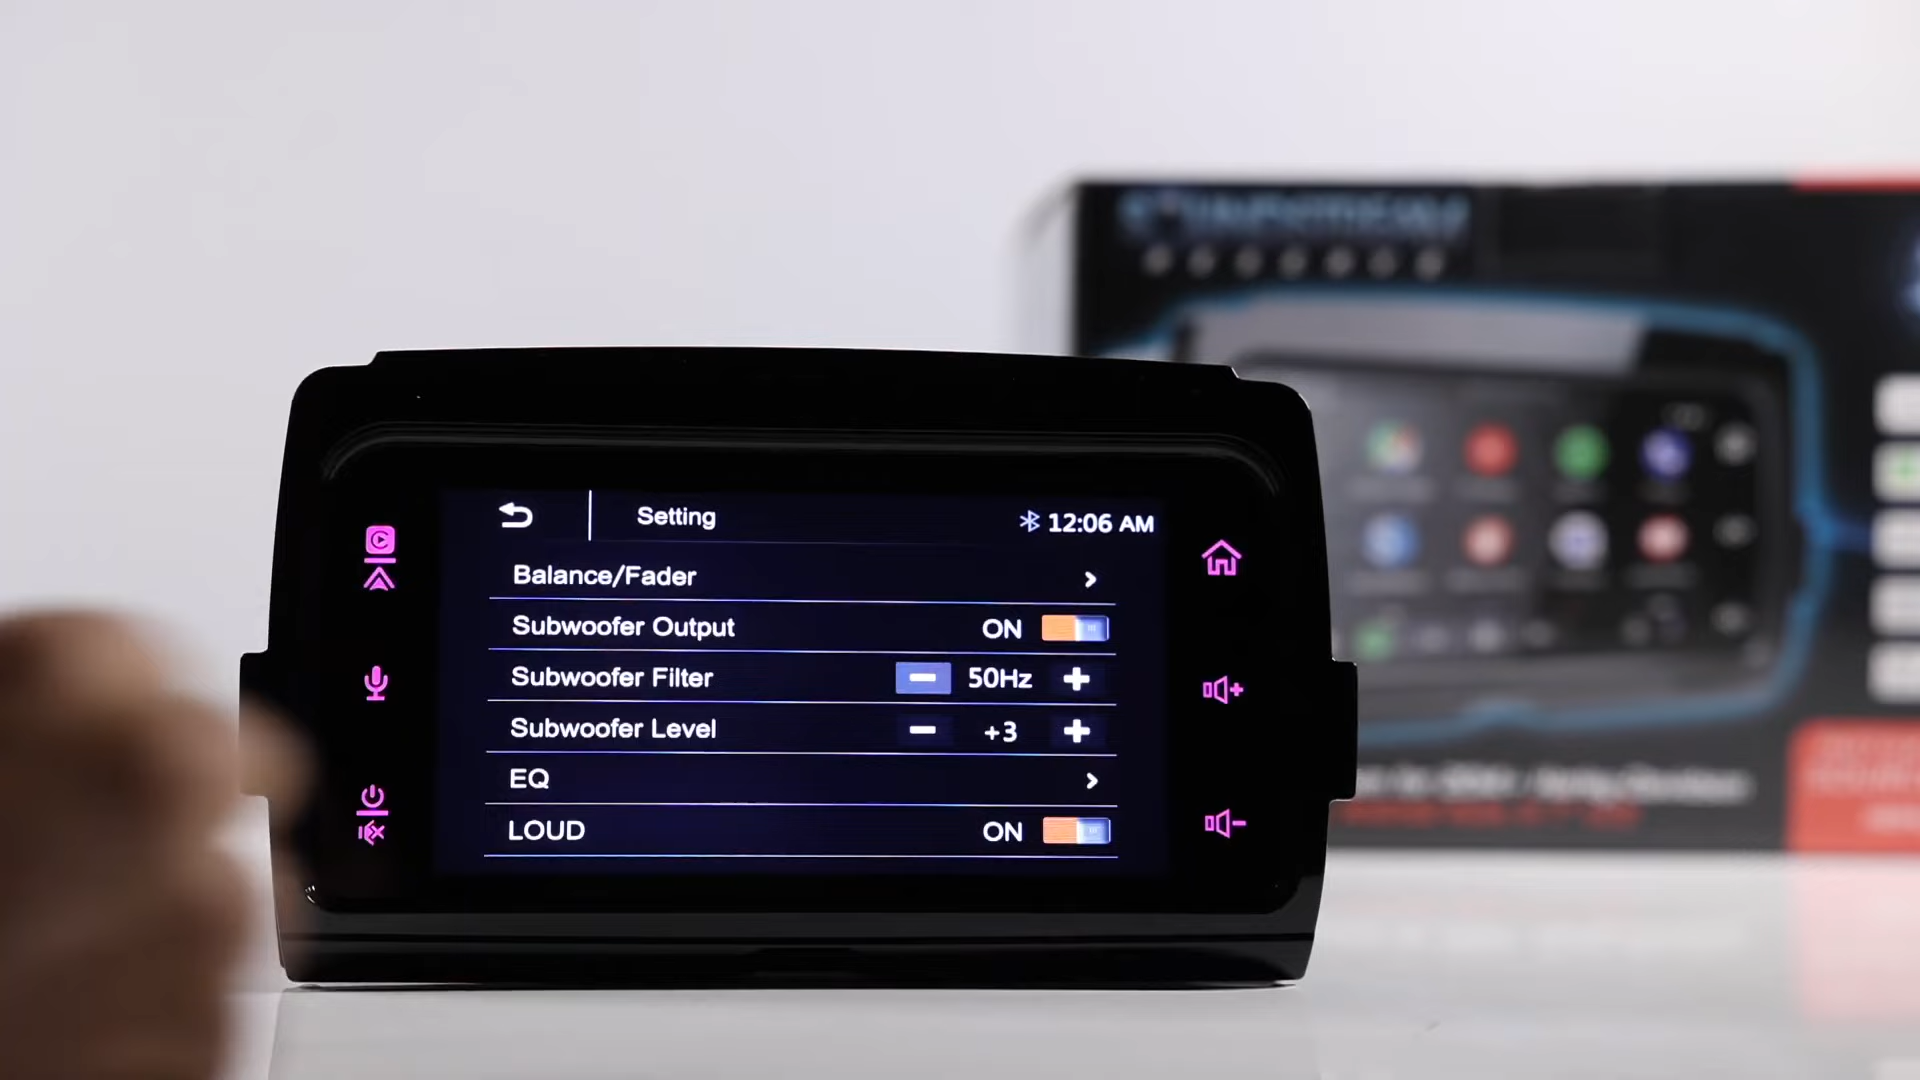 Setting
12:06 AM
Balance/Fader
Subwoofer Output ON
Subwoofer Filter 50Hz
Subwoofer Level +3
EQ
LOUD ON